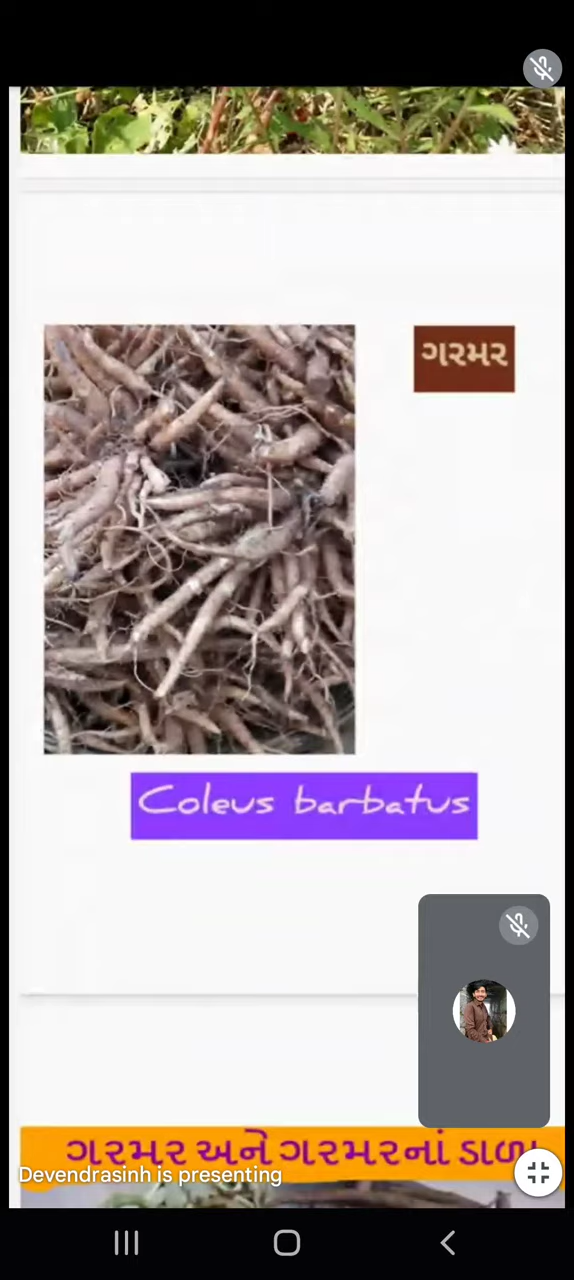 ગરમર
Coleus barbatus
ગરમર અને ગરમરનાં ડાળા
Devendrasinh is presenting